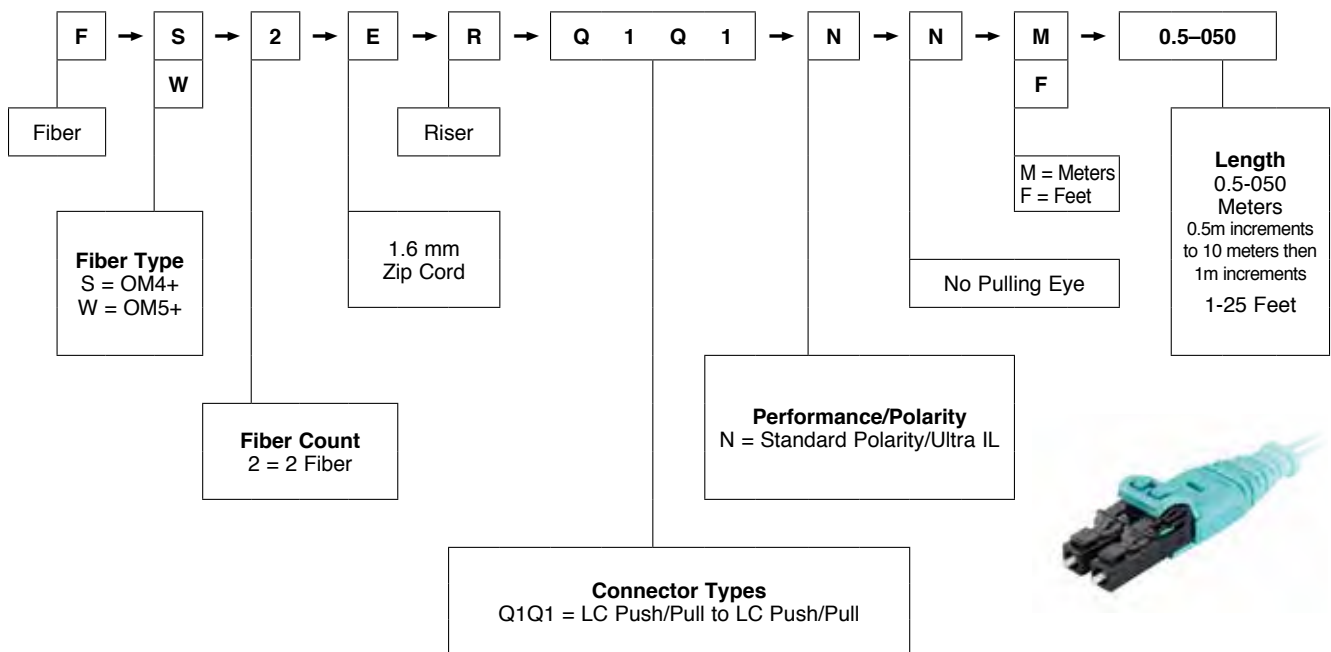 F → S → 2 → E → R → Q 1 Q 1 → N → N → M → 0.5–050
W
F
Fiber
Riser
M = Meters
F = Feet
Length
0.5-050
Meters
0.5m increments
to 10 meters then
1m increments
1-25 Feet
Fiber Type
S = OM4+
W = OM5+
1.6 mm
Zip Cord
No Pulling Eye
Performance/Polarity
N = Standard Polarity/Ultra IL
Fiber Count
2 = 2 Fiber
Connector Types
Q1Q1 = LC Push/Pull to LC Push/Pull